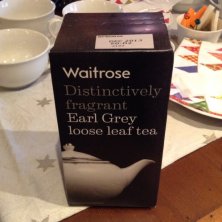 Waitrose
Distinctively
fragrant
Earl Grey
loose leaf tea